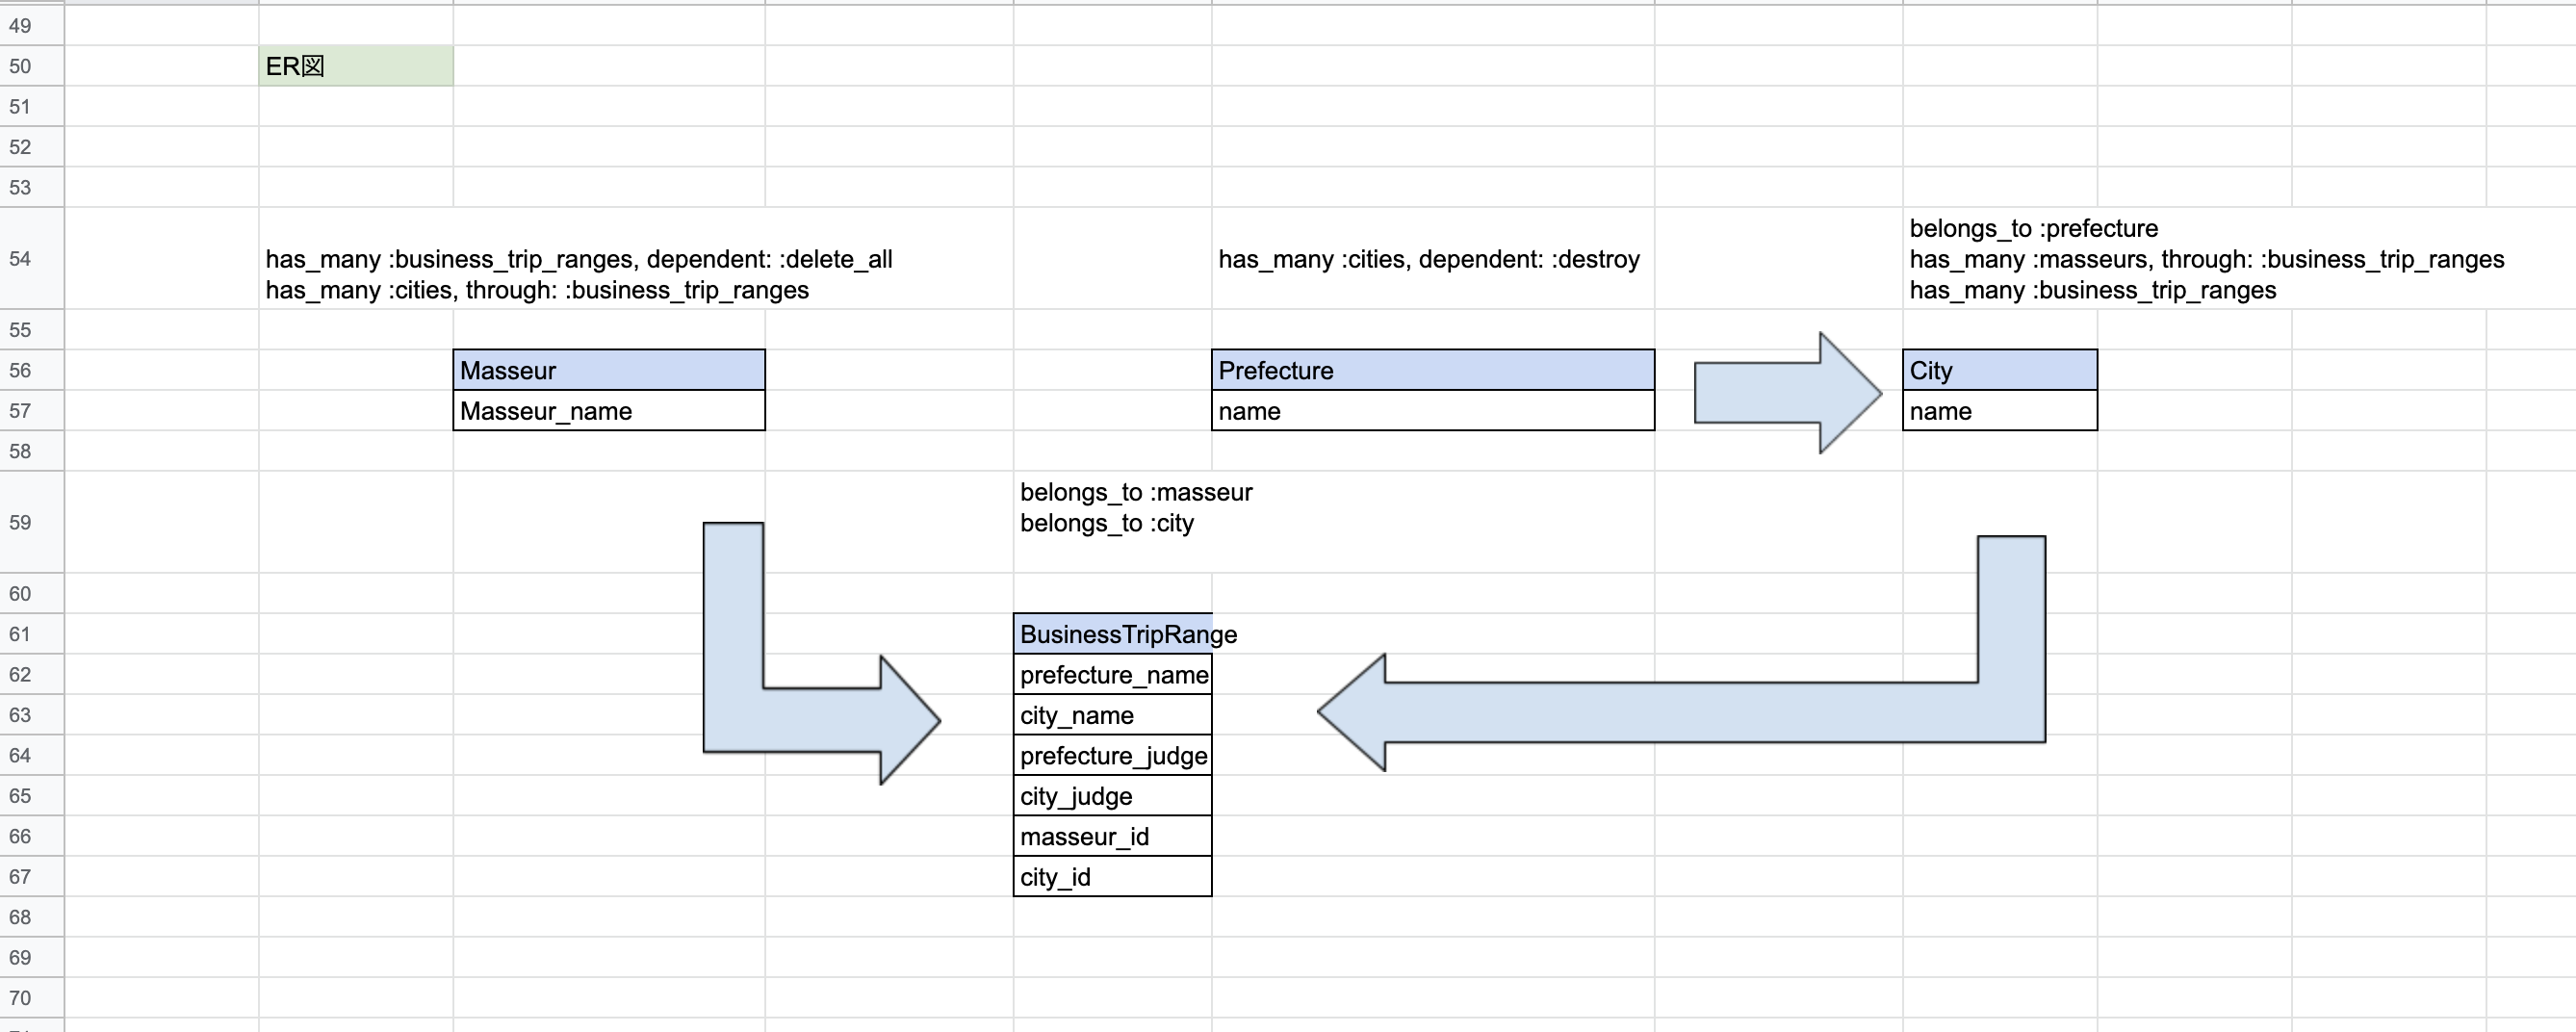 49
50
ER図
51
52
53
54
has_many :business_trip_ranges, dependent: :delete_all
has_many :cities, through: :business_trip_ranges
has_many :cities, dependent: :destroy
belongs_to :prefecture
has_many :masseurs, through: :business_trip_ranges
has_many :business_trip_ranges
55
56
Masseur
Prefecture
City
57
Masseur_name
name
name
58
59
belongs_to :masseur
belongs_to :city
60
61
BusinessTripRange
62
prefecture_name
63
city_name
64
prefecture_judge
65
city_judge
66
masseur_id
67
city_id
68
69
70